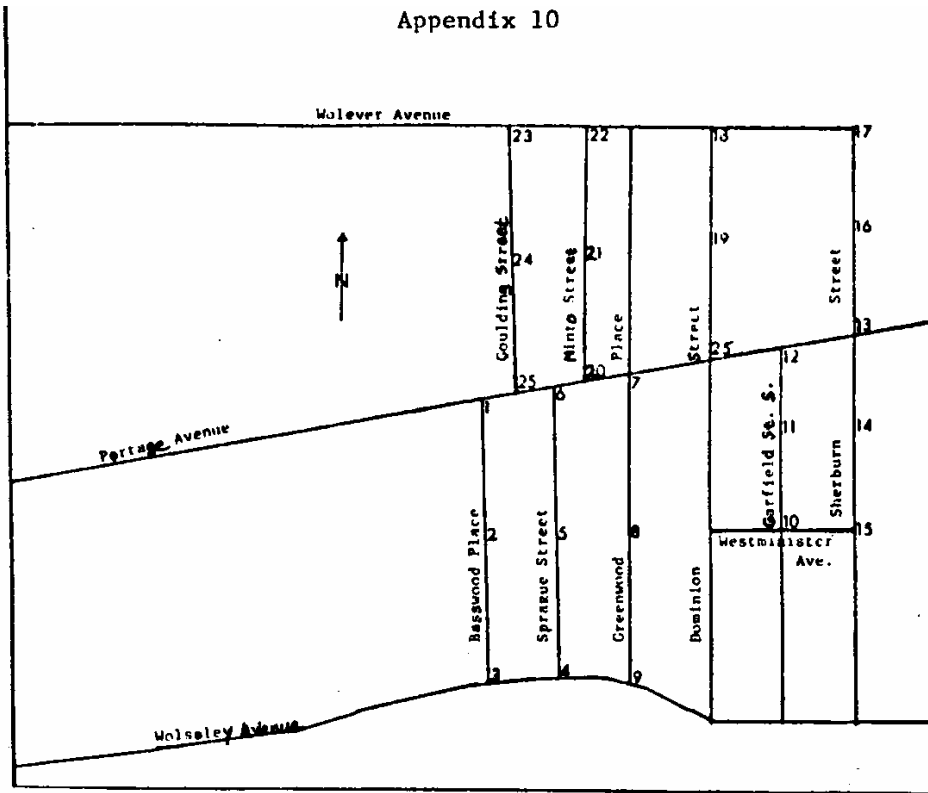 Appendix 10
Wolever Avenue
23
22
18
17
24
21
19
16
N
Goulding Street
Minto Street
Place
Street
Street
25
20
25
12
13
1
6
7
Portage Avenue
11
14
Garfield St. S.
Sherburn
2
5
8
10
15
Westminister
Ave.
Basswood Place
Sprague Street
Greenwood
Dominion
3
4
9
Wolseley Avenue